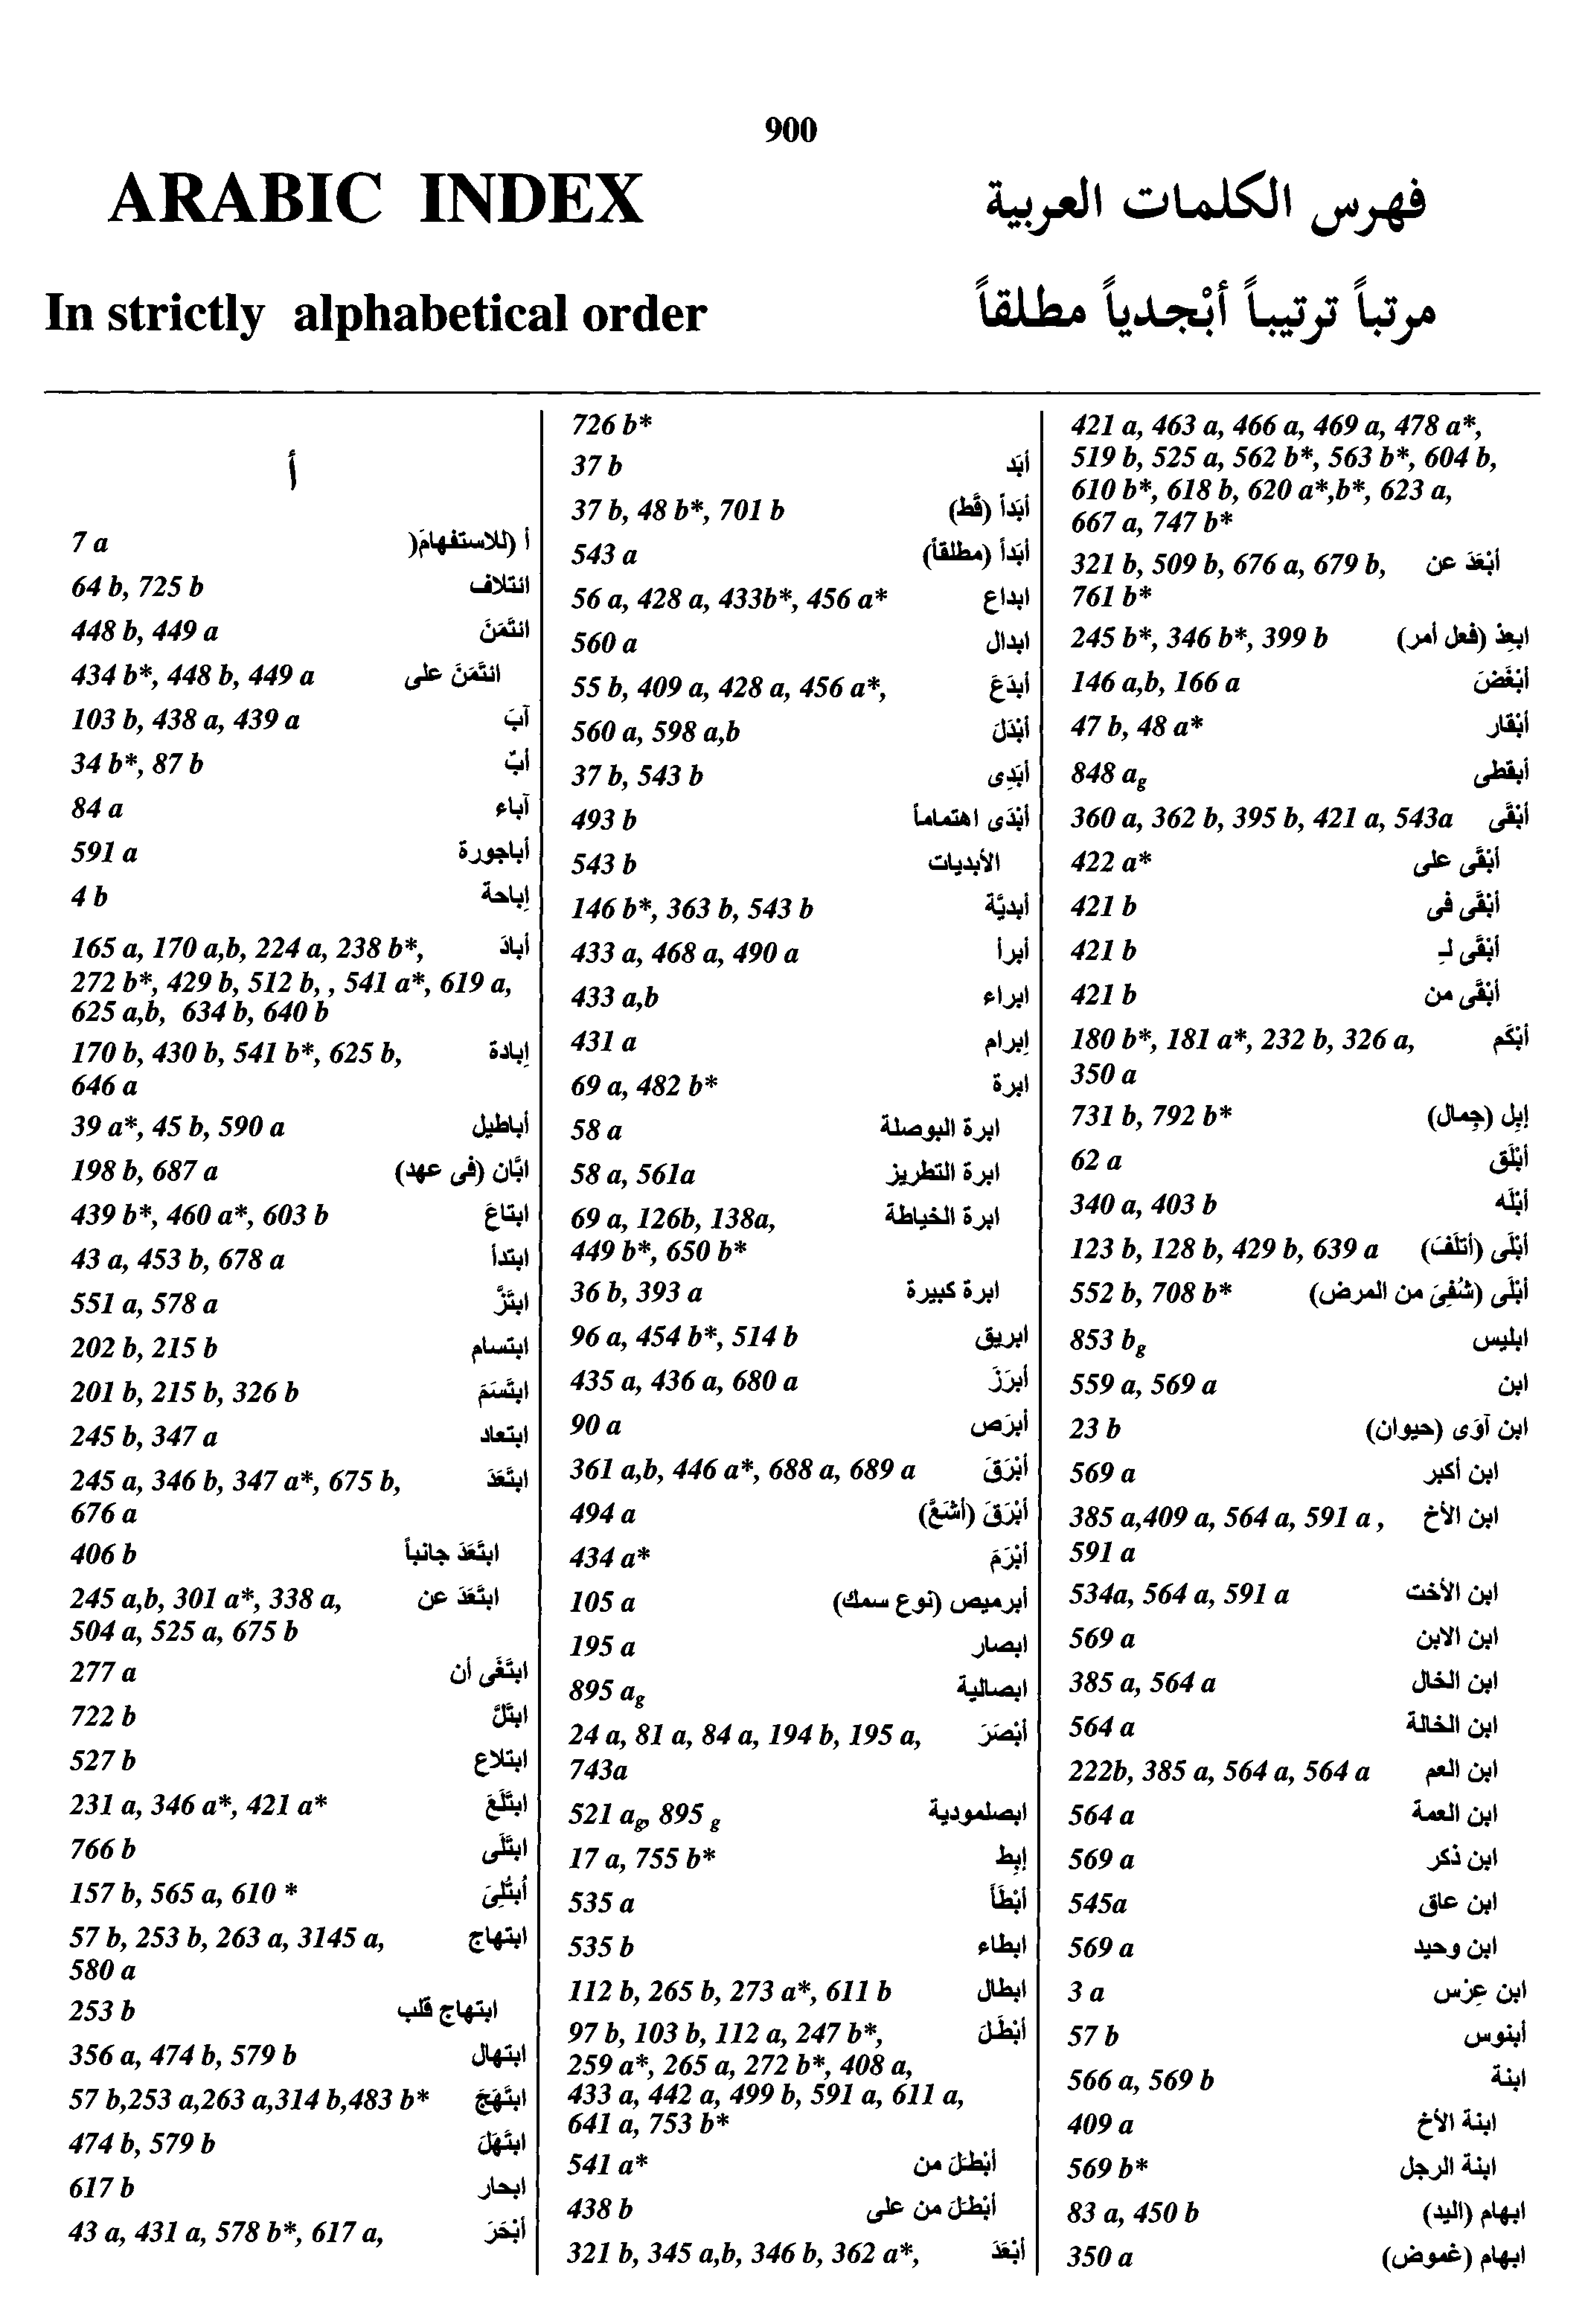 900
ARABIC INDEX
فهرس الكلمات العربية
In strictly alphabetical order
مرتباً ترتيباً أبْجدياً مطلقاً
أ
7 a أ (للاستفهامَ(
64 b, 725 b ائتلاف
448 b, 449 a ائتَمَنَ
434 b*, 448 b, 449 a ائتَمَنَ على
103 b, 438 a, 439 a آبَ
34 b*, 87 b أبّ
84 a آباء
591 a أباجورة
4 b إباحة
165 a, 170 a,b, 224 a, 238 b*, أبادَ
272 b*, 429 b, 512 b, , 541 a*, 619 a,
625 a,b, 634 b, 640 b
170 b, 430 b, 541 b*, 625 b, إبادة
646 a
39 a*, 45 b, 590 a أباطيل
198 b, 687 a ابَّان (فى عهد)
439 b*, 460 a*, 603 b ابتاعَ
43 a, 453 b, 678 a ابتدأ
551 a, 578 a ابتَزَّ
202 b, 215 b ابتسام
201 b, 215 b, 326 b ابتَسَمَ
245 b, 347 a ابتعاد
245 a, 346 b, 347 a*, 675 b, ابتَعَدَ
676 a
406 b ابتَعَدَ جانباً
245 a,b, 301 a*, 338 a, ابتَعَدَ عن
504 a, 525 a, 675 b
277 a ابتَغَى أن
722 b ابتَلَّ
527 b ابتلاع
231 a, 346 a*, 421 a* ابتَلَعَ
766 b ابتَلَى
157 b, 565 a, 610 * أبتُلِىَ
57 b, 253 b, 263 a, 3145 a, ابتهاج
580 a
253 b ابتهاج قلب
356 a, 474 b, 579 b ابتهال
57 b,253 a,263 a,314 b,483 b* ابتَهَجَ
474 b, 579 b ابتَهَلَ
617 b ابحار
43 a, 431 a, 578 b*, 617 a, أبْحَرَ
726 b*
37 b أبَد
37 b, 48 b*, 701 b أبَداً (قَط)
543 a أبَداً (مطلقاً)
56 a, 428 a, 433b*, 456 a* ابداع
560 a ابدال
55 b, 409 a, 428 a, 456 a*, أبدَعَ
560 a, 598 a,b أبْدَلَ
37 b, 543 b أبَدِى
493 b أبْدَى اهتماماً
543 b الأبديات
146 b*, 363 b, 543 b أبديَّة
433 a, 468 a, 490 a أبرأ
433 a,b ابراء
431 a إبرام
69 a, 482 b* ابرة
58 a ابرة البوصلة
58 a, 561a ابرة التطريز
69 a, 126b, 138a, ابرة الخياطة
449 b*, 650 b*
36 b, 393 a ابرة كبيرة
96 a, 454 b*, 514 b ابريق
435 a, 436 a, 680 a أبرَزَ
90 a أبرَص
361 a,b, 446 a*, 688 a, 689 a أبْرَقَ
494 a أبْرَقَ (أشَعَّ)
434 a* أبْرَمَ
105 a أبرميص (نوع سمك)
195 a ابصار
895 ag ابصالية
24 a, 81 a, 84 a, 194 b, 195 a, أبْصَرَ
743a
521 ag, 895 g ابصلمودية
17 a, 755 b* إبِط
535 a أبْطَأَ
535 b ابطاء
112 b, 265 b, 273 a*, 611 b ابطال
97 b, 103 b, 112 a, 247 b*, أبْطَلَ
259 a*, 265 a, 272 b*, 408 a,
433 a, 442 a, 499 b, 591 a, 611 a,
641 a, 753 b*
541 a* أبْطَلَ من
438 b أبْطَلَ من على
321 b, 345 a,b, 346 b, 362 a*, أبْعَدَ
421 a, 463 a, 466 a, 469 a, 478 a*,
519 b, 525 a, 562 b*, 563 b*, 604 b,
610 b*, 618 b, 620 a*,b*, 623 a,
667 a, 747 b*
321 b, 509 b, 676 a, 679 b, أبْعَدَ عن
761 b*
245 b*, 346 b*, 399 b ابعِدْ (فعل أمر)
146 a,b, 166 a أبْغَضَ
47 b, 48 a* أبْقار
848 ag أبقطى
360 a, 362 b, 395 b, 421 a, 543a أبْقَى
422 a* أبْقَى على
421 b أبْقَى فى
421 b أبْقَى لـِ
421 b أبْقَى من
180 b*, 181 a*, 232 b, 326 a, أبْكَم
350 a
731 b, 792 b* إبِل (جِمال)
62 a أبْلَق
340 a, 403 b أبْلَه
123 b, 128 b, 429 b, 639 a أبْلَى (أتلَفَ)
552 b, 708 b* أبْلَى (شُفِىَ من المرض)
853 bg ابليس
559 a, 569 a ابن
23 b ابن آوَى (حيوان)
569 a ابن أكبر
385 a,409 a, 564 a, 591 a , ابن الأخ
591 a
534a, 564 a, 591 a ابن الأخت
569 a ابن الابن
385 a, 564 a ابن الخال
564 a ابن الخالة
222b, 385 a, 564 a, 564 a ابن العم
564 a ابن العمة
569 a ابن ذكر
545a ابن عاق
569 a ابن وحيد
3 a ابن عِرْس
57 b أبنوس
566 a, 569 b ابنة
409 a ابنة الأخ
569 b* ابنة الرجل
83 a, 450 b ابهام (اليد)
350 a ابهام (غموض)